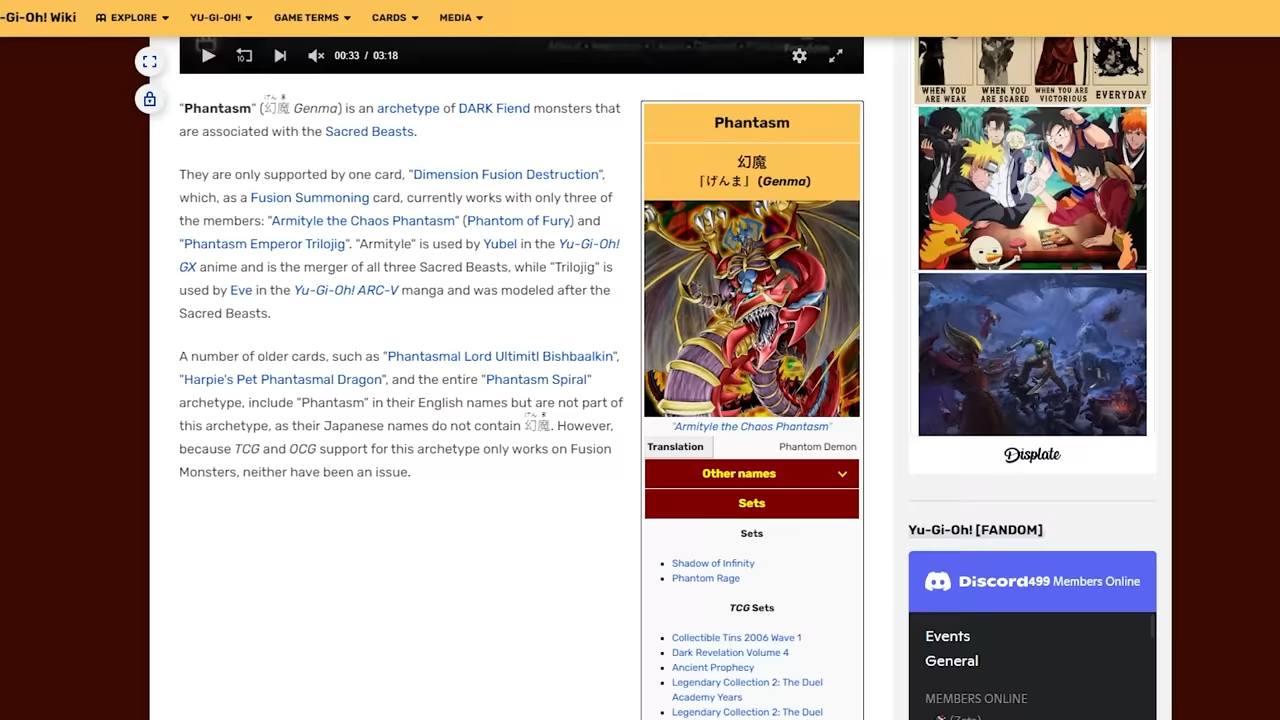 -Gi-Oh! Wiki
EXPLORE
YU-GI-OH!
GAME TERMS
CARDS
MEDIA
00:33 / 03:18
WHEN YOU ARE WEAK
WHEN YOU ARE SCARED
WHEN YOU ARE VICTORIOUS
EVERYDAY
"Phantasm" (幻魔 Genma) is an archetype of DARK Fiend monsters that
are associated with the Sacred Beasts.
They are only supported by one card, "Dimension Fusion Destruction",
which, as a Fusion Summoning card, currently works with only three of
the members: "Armityle the Chaos Phantasm" (Phantom of Fury) and
"Phantasm Emperor Trilojig". "Armityle" is used by Yubel in the Yu-Gi-Oh!
GX anime and is the merger of all three Sacred Beasts, while "Trilojig" is
used by Eve in the Yu-Gi-Oh! ARC-V manga and was modeled after the
Sacred Beasts.
A number of older cards, such as "Phantasmal Lord Ultimitl Bishbaalkin",
"Harpie's Pet Phantasmal Dragon", and the entire "Phantasm Spiral"
archetype, include "Phantasm" in their English names but are not part of
this archetype, as their Japanese names do not contain 幻魔. However,
because TCG and OCG support for this archetype only works on Fusion
Monsters, neither have been an issue.
Phantasm
幻魔
「げんま」 (Genma)
"Armityle the Chaos Phantasm"
Translation Phantom Demon
Other names
Sets
Sets
• Shadow of Infinity
• Phantom Rage
TCG Sets
• Collectible Tins 2006 Wave 1
• Dark Revelation Volume 4
• Ancient Prophecy
• Legendary Collection 2: The Duel
Academy Years
• Legendary Collection 2: The Duel
Displate
Yu-Gi-Oh! [FANDOM]
Discord 499 Members Online
Events
General
MEMBERS ONLINE